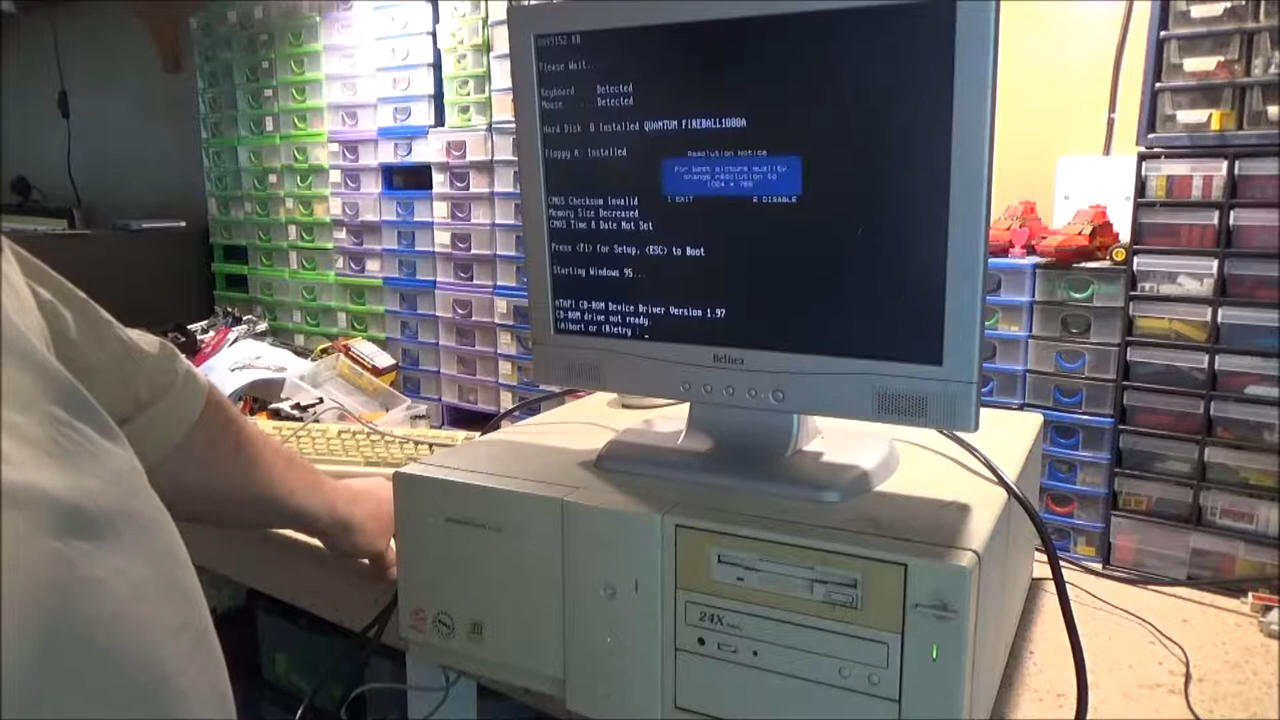 0049152 KB
Please Wait...
Keyboard ... Detected
Mouse ... Detected
Hard Disk 0 Installed QUANTUM FIREBALL1080A
Floppy A: Installed
Resolution Notice
For best picture quality
change resolution to
1024 × 768
1 EXIT 2 DISABLE
CMOS Checksum Invalid
Memory Size Decreased
CMOS Time & Date Not Set
Press <F1> for Setup, <ESC> to Boot
Starting Windows 95...
ATAPI CD-ROM Device Driver Version 1.97
CD-ROM drive not ready.
(A)bort or (R)etry :
Belinea
24X